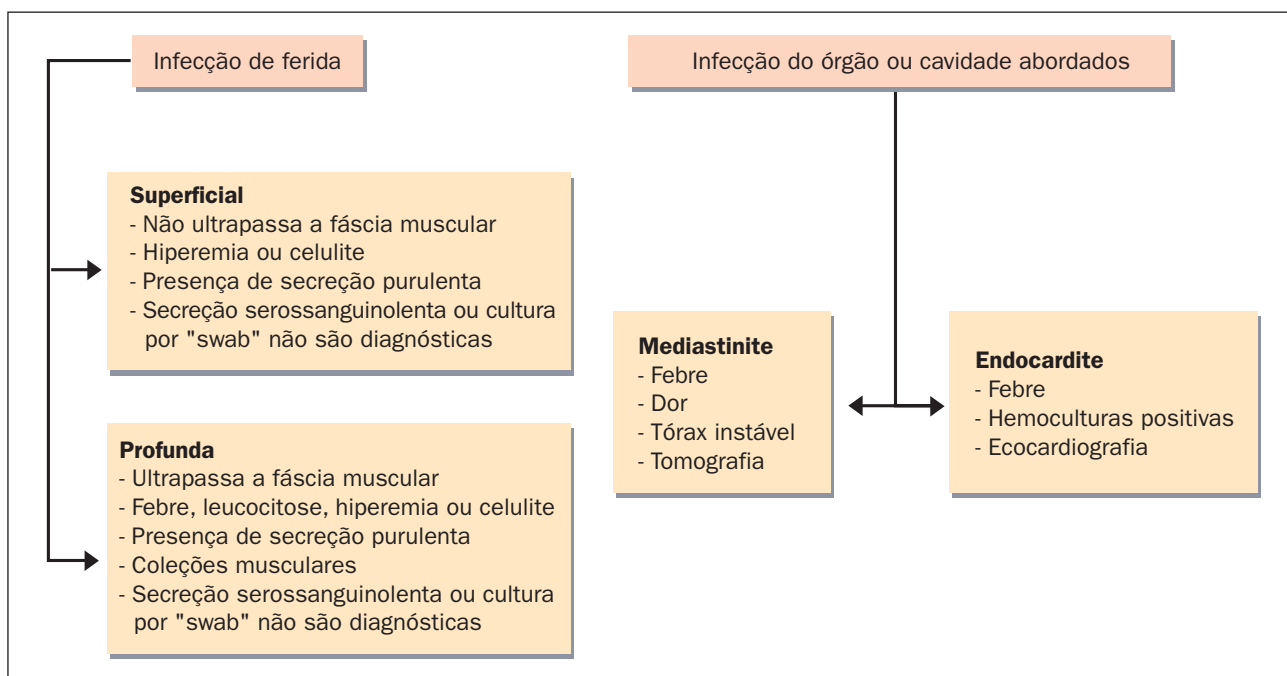 Infecção de ferida
Infecção do órgão ou cavidade abordados
Superficial
- Não ultrapassa a fáscia muscular
- Hiperemia ou celulite
- Presença de secreção purulenta
- Secreção serossanguinolenta ou cultura
por "swab" não são diagnósticas
Profunda
- Ultrapassa a fáscia muscular
- Febre, leucocitose, hiperemia ou celulite
- Presença de secreção purulenta
- Coleções musculares
- Secreção serossanguinolenta ou cultura
por "swab" não são diagnósticas
Mediastinite
- Febre
- Dor
- Tórax instável
- Tomografia
Endocardite
- Febre
- Hemoculturas positivas
- Ecocardiografia